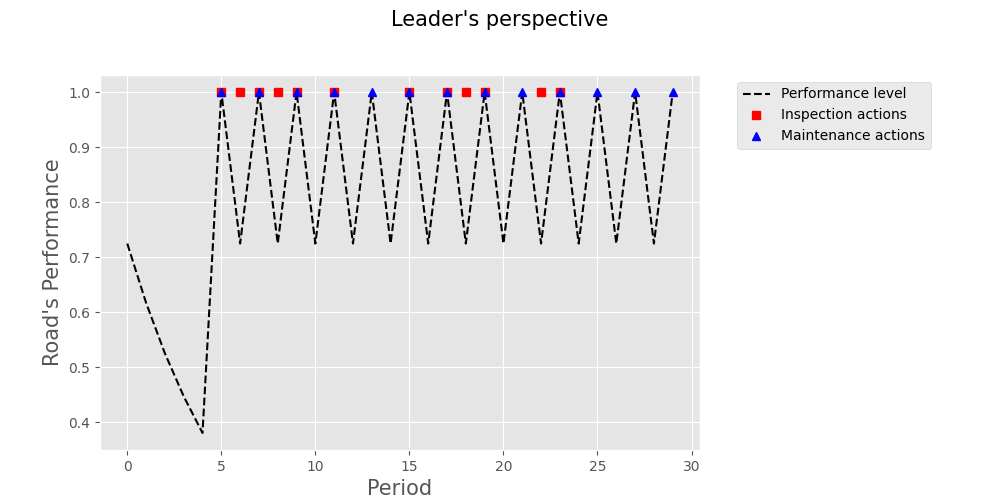 Leader's perspective
1.0
0.9
0.8
0.7
0.6
0.5
0.4
Road's Performance
0
5
10
15
20
25
30
Period
Performance level
Inspection actions
Maintenance actions